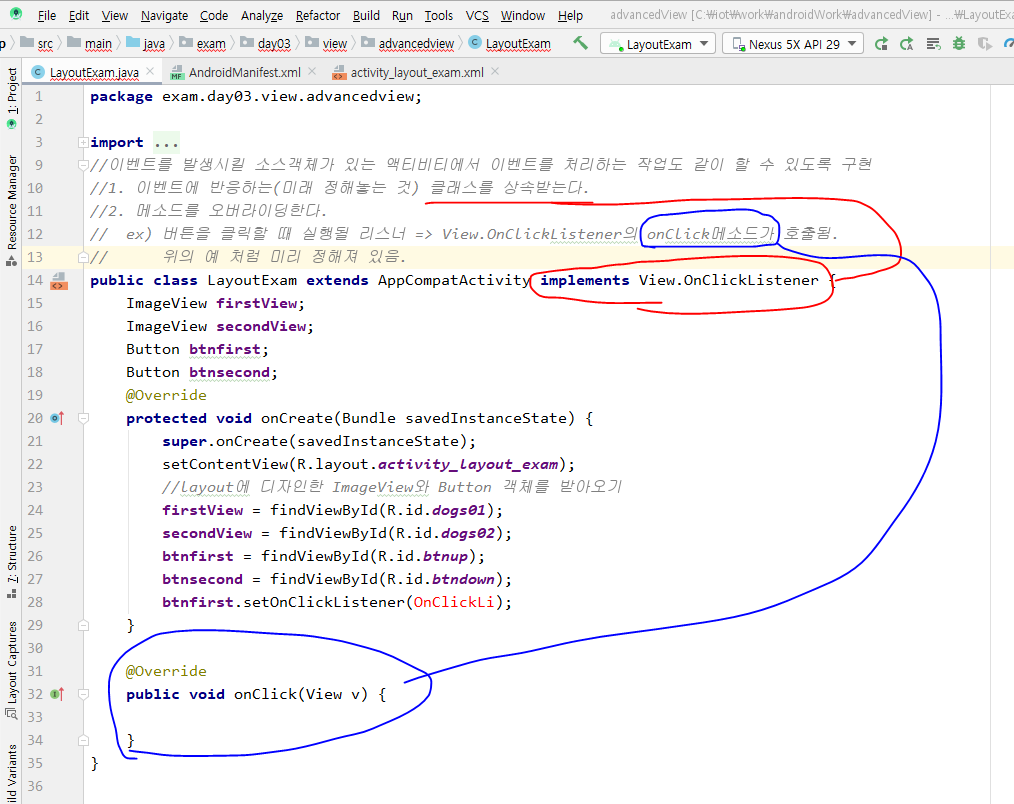 File Edit View Navigate Code Analyze Refactor Build Run Tools VCS Window Help advancedView [C:₩iot₩work₩androidWork₩advancedView] - ...₩LayoutExa
p src main java exam day03 view advancedview LayoutExam LayoutExam Nexus 5X API 29
LayoutExam.java AndroidManifest.xml activity_layout_exam.xml
1: Project
Resource Manager
7: Structure
Layout Captures
ild Variants
1 package exam.day03.view.advancedview;
2
3 import ...
9 //이벤트를 발생시킬 소스객체가 있는 액티비티에서 이벤트를 처리하는 작업도 같이 할 수 있도록 구현
10 //1. 이벤트에 반응하는(미래 정해놓는 것) 클래스를 상속받는다.
11 //2. 메소드를 오버라이딩한다.
12 // ex) 버튼을 클릭할 때 실행될 리스너 => View.OnClickListener의 onClick메소드가 호출됨.
13 // 위의 예 처럼 미리 정해져 있음.
14 public class LayoutExam extends AppCompatActivity implements View.OnClickListener {
15 ImageView firstView;
16 ImageView secondView;
17 Button btnfirst;
18 Button btnsecond;
19 @Override
20 protected void onCreate(Bundle savedInstanceState) {
21 super.onCreate(savedInstanceState);
22 setContentView(R.layout.activity_layout_exam);
23 //layout에 디자인한 ImageView와 Button 객체를 받아오기
24 firstView = findViewById(R.id.dogs01);
25 secondView = findViewById(R.id.dogs02);
26 btnfirst = findViewById(R.id.btnup);
27 btnsecond = findViewById(R.id.btndown);
28 btnfirst.setOnClickListener(OnClickLi);
29 }
30
31 @Override
32 public void onClick(View v) {
33
34 }
35 }
36